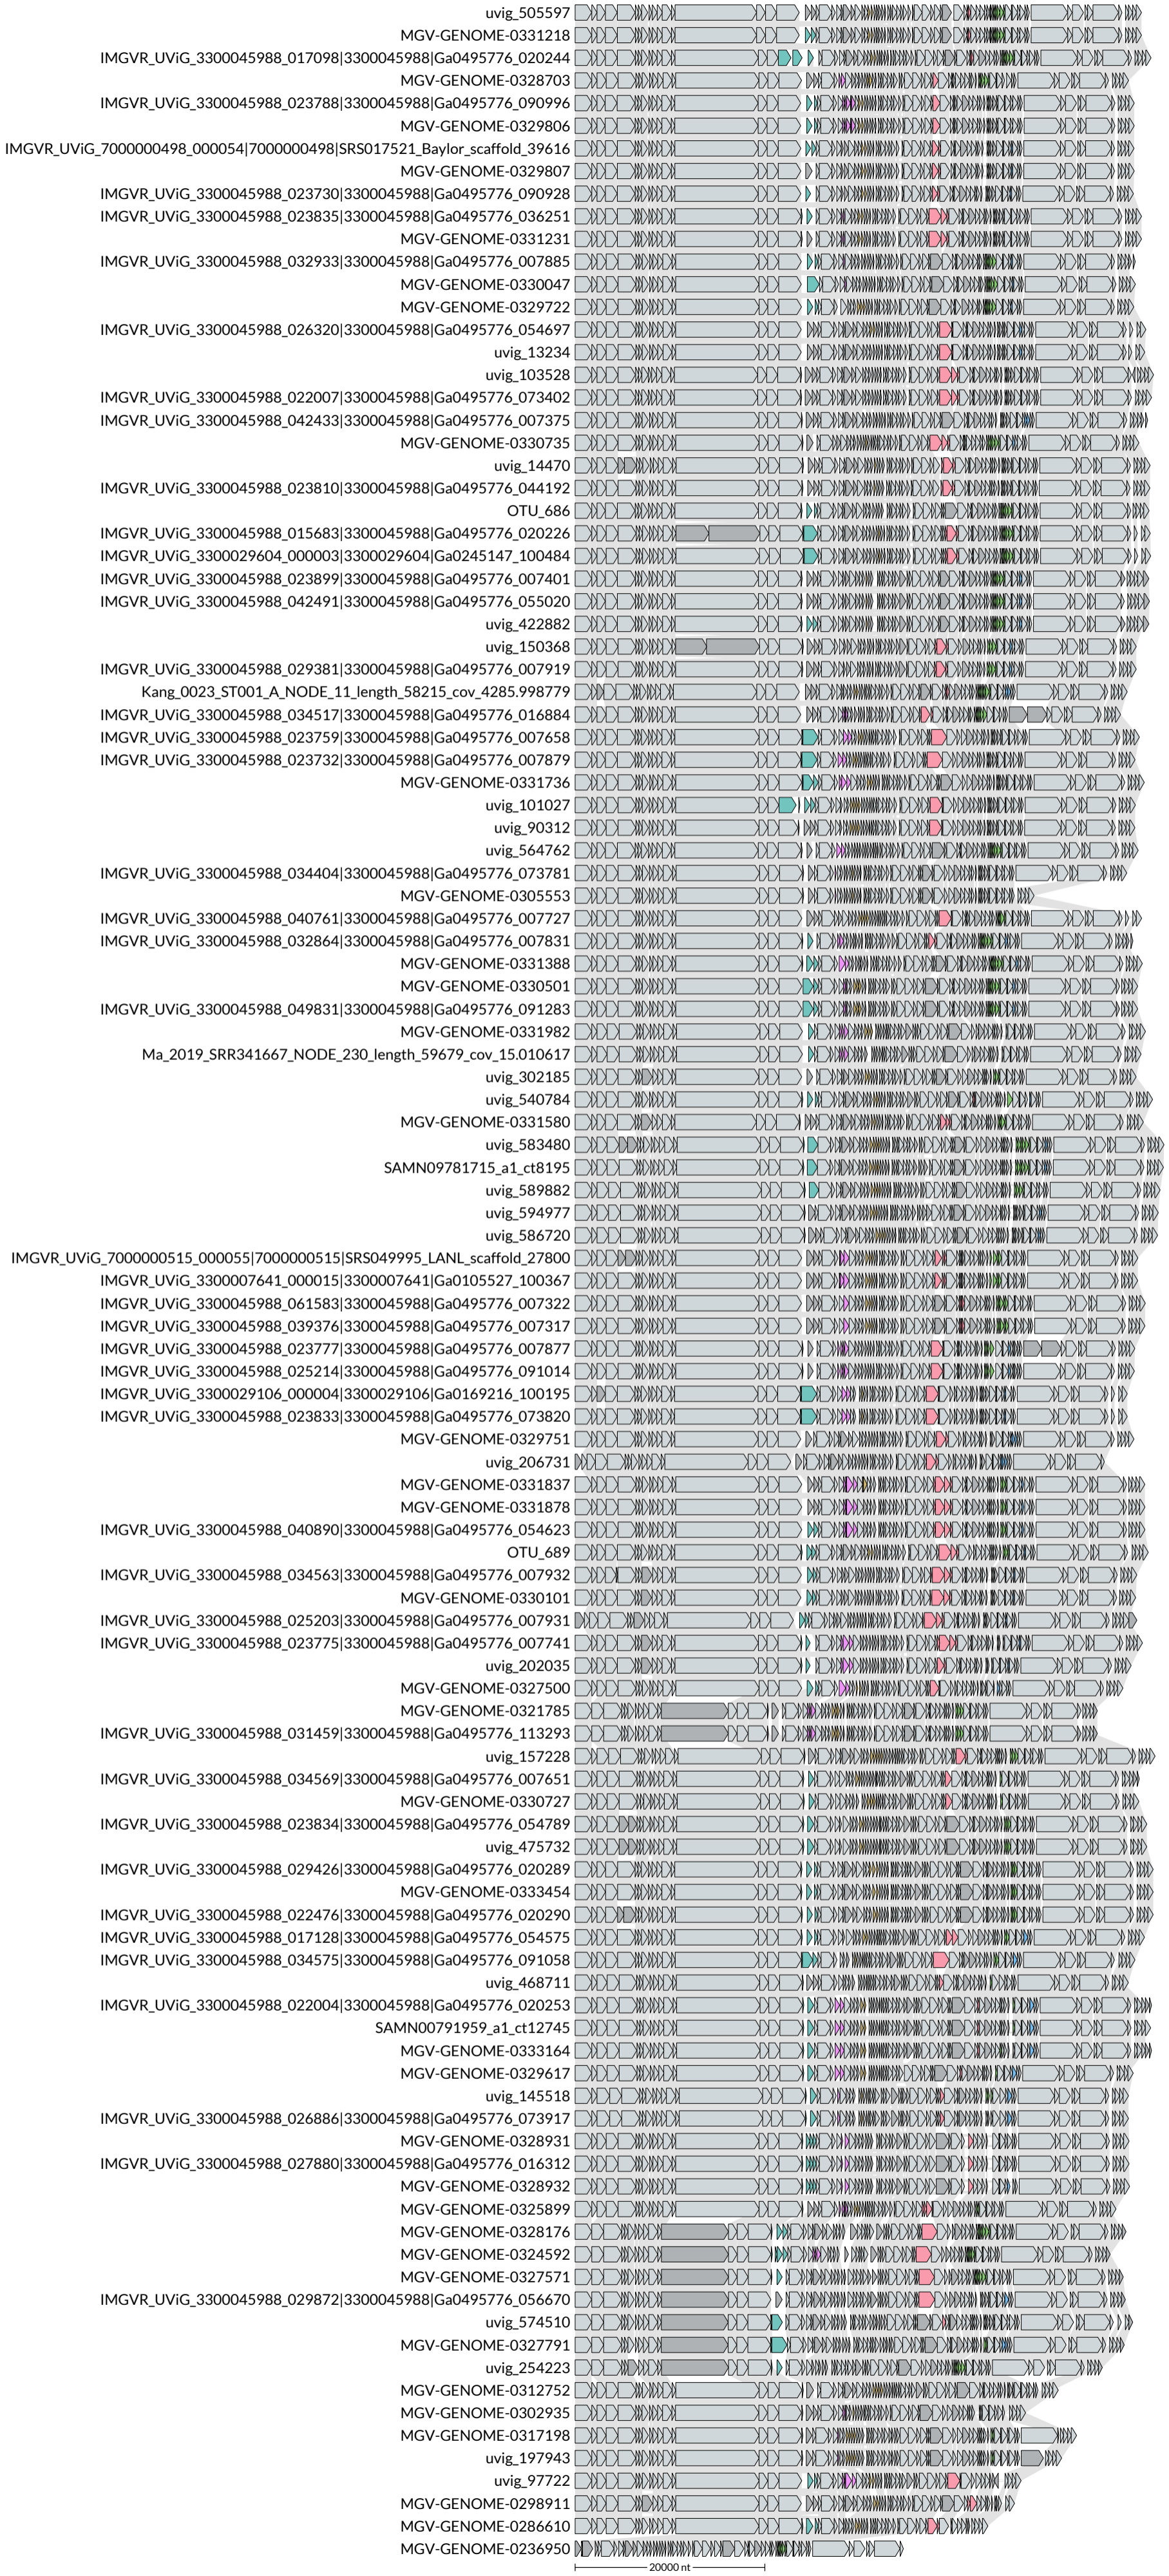 uvig_505597
MGV-GENOME-0331218
IMGVR_UViG_3300045988_017098|3300045988|Ga0495776_020244
MGV-GENOME-0328703
IMGVR_UViG_3300045988_023788|3300045988|Ga0495776_090996
MGV-GENOME-0329806
IMGVR_UViG_7000000498_000054|7000000498|SRS017521_Baylor_scaffold_39616
MGV-GENOME-0329807
IMGVR_UViG_3300045988_023730|3300045988|Ga0495776_090928
IMGVR_UViG_3300045988_023835|3300045988|Ga0495776_036251
MGV-GENOME-0331231
IMGVR_UViG_3300045988_032933|3300045988|Ga0495776_007885
MGV-GENOME-0330047
MGV-GENOME-0329722
IMGVR_UViG_3300045988_026320|3300045988|Ga0495776_054697
uvig_13234
uvig_103528
IMGVR_UViG_3300045988_022007|3300045988|Ga0495776_073402
IMGVR_UViG_3300045988_042433|3300045988|Ga0495776_007375
MGV-GENOME-0330735
uvig_14470
IMGVR_UViG_3300045988_023810|3300045988|Ga0495776_044192
OTU_686
IMGVR_UViG_3300045988_015683|3300045988|Ga0495776_020226
IMGVR_UViG_3300029604_000003|3300029604|Ga0245147_100484
IMGVR_UViG_3300045988_023899|3300045988|Ga0495776_007401
IMGVR_UViG_3300045988_042491|3300045988|Ga0495776_055020
uvig_422882
uvig_150368
IMGVR_UViG_3300045988_029381|3300045988|Ga0495776_007919
Kang_0023_ST001_A_NODE_11_length_58215_cov_4285.998779
IMGVR_UViG_3300045988_034517|3300045988|Ga0495776_016884
IMGVR_UViG_3300045988_023759|3300045988|Ga0495776_007658
IMGVR_UViG_3300045988_023732|3300045988|Ga0495776_007879
MGV-GENOME-0331736
uvig_101027
uvig_90312
uvig_564762
IMGVR_UViG_3300045988_034404|3300045988|Ga0495776_073781
MGV-GENOME-0305553
IMGVR_UViG_3300045988_040761|3300045988|Ga0495776_007727
IMGVR_UViG_3300045988_032864|3300045988|Ga0495776_007831
MGV-GENOME-0331388
MGV-GENOME-0330501
IMGVR_UViG_3300045988_049831|3300045988|Ga0495776_091283
MGV-GENOME-0331982
Ma_2019_SRR341667_NODE_230_length_59679_cov_15.010617
uvig_302185
uvig_540784
MGV-GENOME-0331580
uvig_583480
SAMN09781715_a1_ct8195
uvig_589882
uvig_594977
uvig_586720
IMGVR_UViG_7000000515_000055|7000000515|SRS049995_LANL_scaffold_27800
IMGVR_UViG_3300007641_000015|3300007641|Ga0105527_100367
IMGVR_UViG_3300045988_061583|3300045988|Ga0495776_007322
IMGVR_UViG_3300045988_039376|3300045988|Ga0495776_007317
IMGVR_UViG_3300045988_023777|3300045988|Ga0495776_007877
IMGVR_UViG_3300045988_025214|3300045988|Ga0495776_091014
IMGVR_UViG_3300029106_000004|3300029106|Ga0169216_100195
IMGVR_UViG_3300045988_023833|3300045988|Ga0495776_073820
MGV-GENOME-0329751
uvig_206731
MGV-GENOME-0331837
MGV-GENOME-0331878
IMGVR_UViG_3300045988_040890|3300045988|Ga0495776_054623
OTU_689
IMGVR_UViG_3300045988_034563|3300045988|Ga0495776_007932
MGV-GENOME-0330101
IMGVR_UViG_3300045988_025203|3300045988|Ga0495776_007931
IMGVR_UViG_3300045988_023775|3300045988|Ga0495776_007741
uvig_202035
MGV-GENOME-0327500
MGV-GENOME-0321785
IMGVR_UViG_3300045988_031459|3300045988|Ga0495776_113293
uvig_157228
IMGVR_UViG_3300045988_034569|3300045988|Ga0495776_007651
MGV-GENOME-0330727
IMGVR_UViG_3300045988_023834|3300045988|Ga0495776_054789
uvig_475732
IMGVR_UViG_3300045988_029426|3300045988|Ga0495776_020289
MGV-GENOME-0333454
IMGVR_UViG_3300045988_022476|3300045988|Ga0495776_020290
IMGVR_UViG_3300045988_017128|3300045988|Ga0495776_054575
IMGVR_UViG_3300045988_034575|3300045988|Ga0495776_091058
uvig_468711
IMGVR_UViG_3300045988_022004|3300045988|Ga0495776_020253
SAMN00791959_a1_ct12745
MGV-GENOME-0333164
MGV-GENOME-0329617
uvig_145518
IMGVR_UViG_3300045988_026886|3300045988|Ga0495776_073917
MGV-GENOME-0328931
IMGVR_UViG_3300045988_027880|3300045988|Ga0495776_016312
MGV-GENOME-0328932
MGV-GENOME-0325899
MGV-GENOME-0328176
MGV-GENOME-0324592
MGV-GENOME-0327571
IMGVR_UViG_3300045988_029872|3300045988|Ga0495776_056670
uvig_574510
MGV-GENOME-0327791
uvig_254223
MGV-GENOME-0312752
MGV-GENOME-0302935
MGV-GENOME-0317198
uvig_197943
uvig_97722
MGV-GENOME-0298911
MGV-GENOME-0286610
MGV-GENOME-0236950
20000 nt